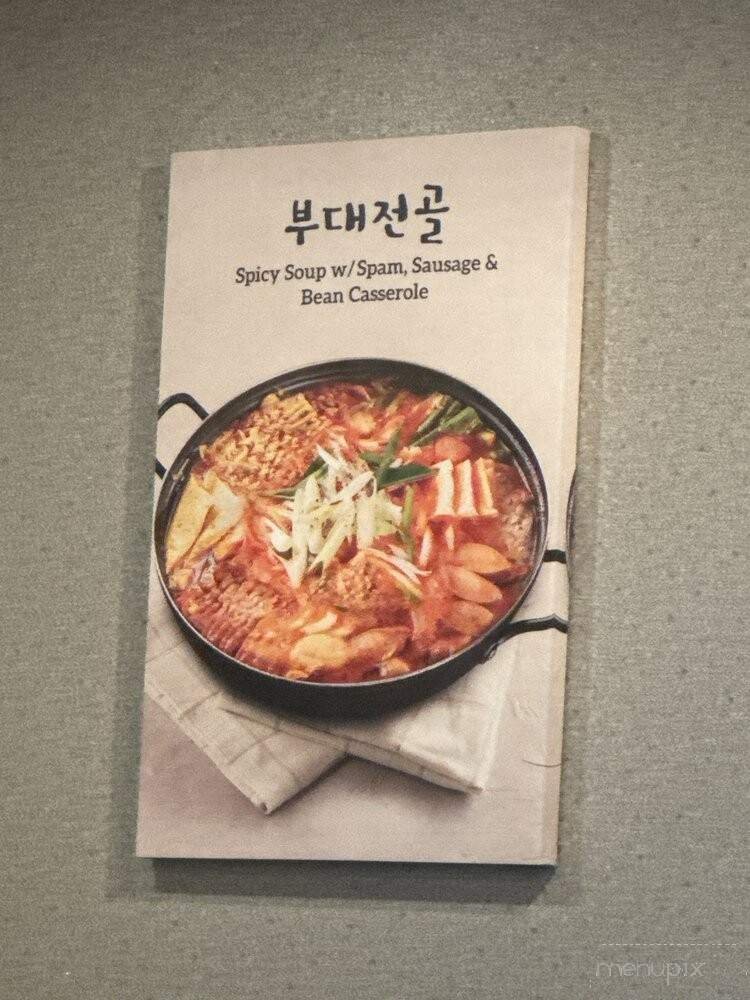 부대전골
Spicy Soup w/Spam, Sausage &
Bean Casserole
menupix